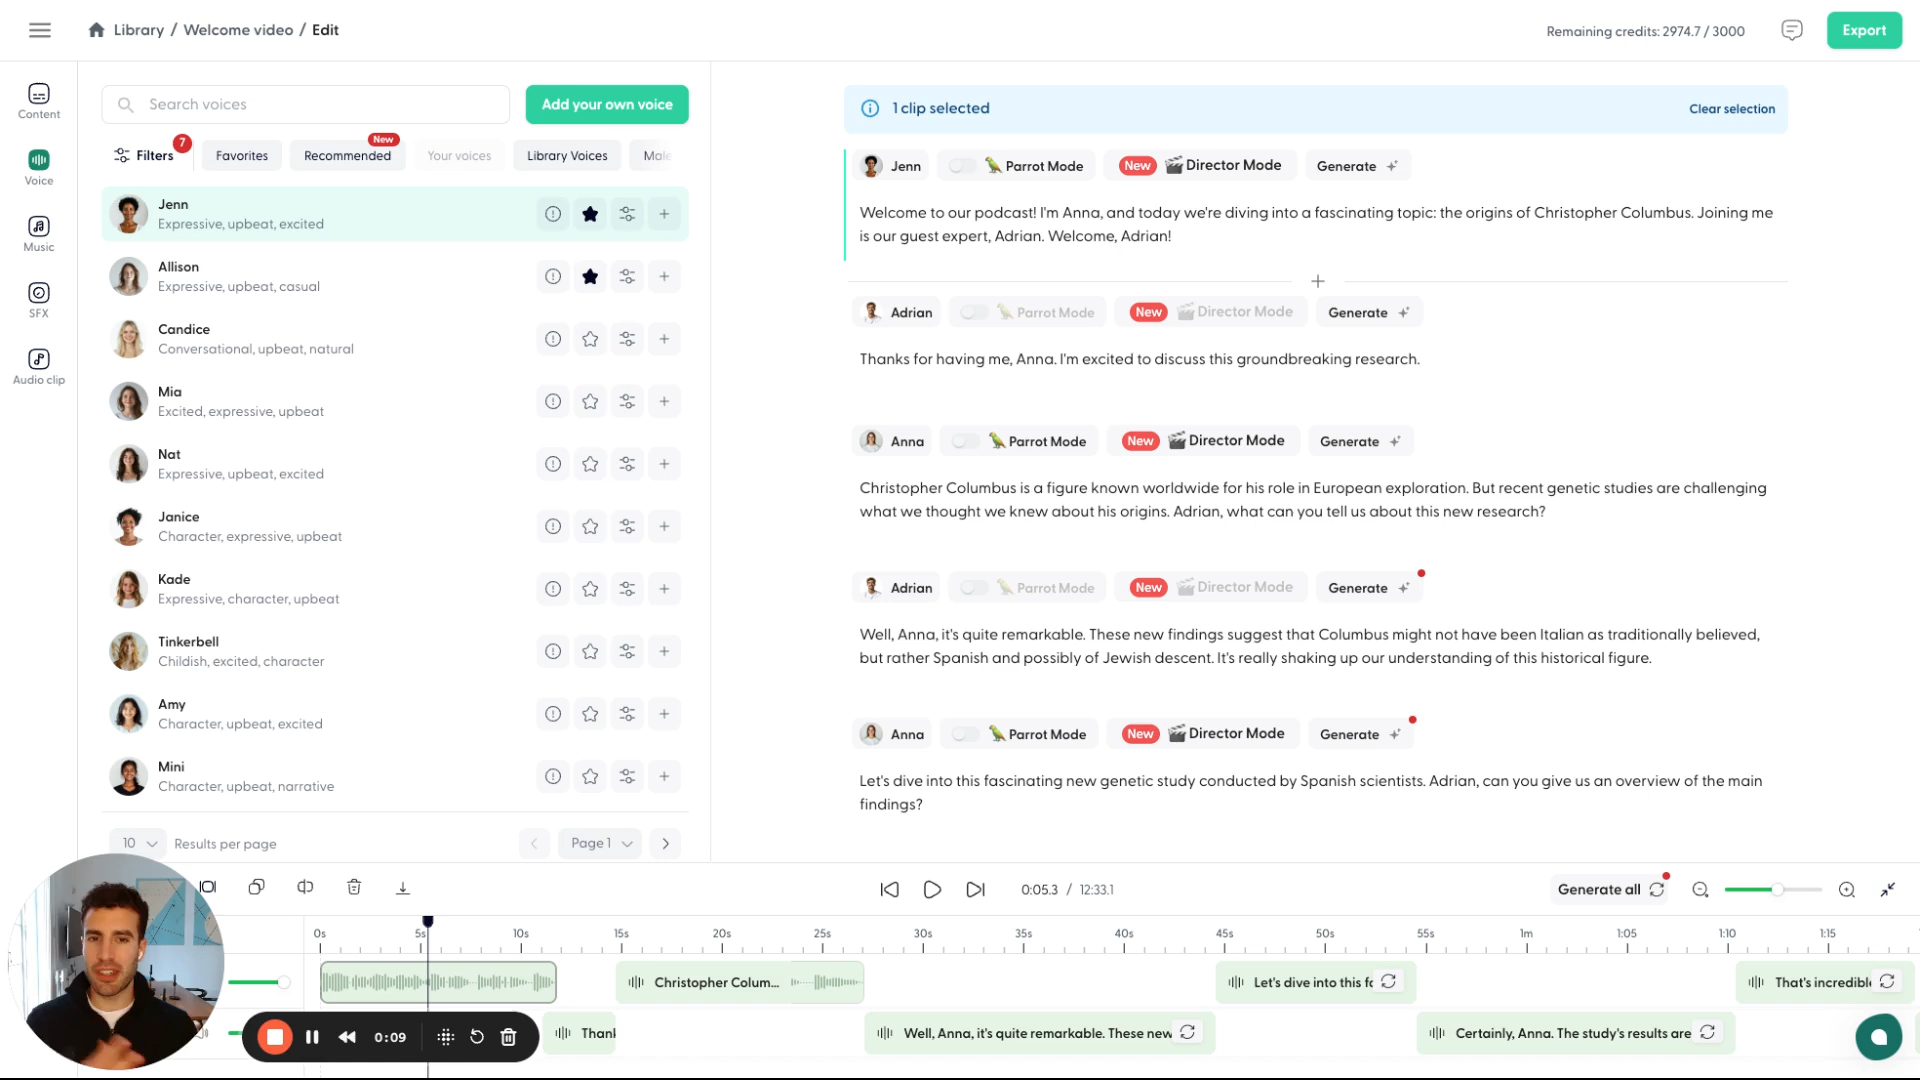 Library / Welcome video / Edit
Remaining credits: 2974.7 / 3000
Export
Content
Voice
Music
SFX
Audio clip
Search voices
Add your own voice
Filters
7
Favorites
New
Recommended
Your voices
Library Voices
Male
Jenn
Expressive, upbeat, excited
Allison
Expressive, upbeat, casual
Candice
Conversational, upbeat, natural
Mia
Excited, expressive, upbeat
Nat
Expressive, upbeat, excited
Janice
Character, expressive, upbeat
Kade
Expressive, character, upbeat
Tinkerbell
Childish, excited, character
Amy
Character, upbeat, excited
Mini
Character, upbeat, narrative
10
Results per page
Page 1
1 clip selected
Clear selection
Jenn Parrot Mode New Director Mode Generate
Welcome to our podcast! I'm Anna, and today we're diving into a fascinating topic: the origins of Christopher Columbus. Joining me
is our guest expert, Adrian. Welcome, Adrian!
Adrian Parrot Mode New Director Mode Generate
Thanks for having me, Anna. I'm excited to discuss this groundbreaking research.
Anna Parrot Mode New Director Mode Generate
Christopher Columbus is a figure known worldwide for his role in European exploration. But recent genetic studies are challenging
what we thought we knew about his origins. Adrian, what can you tell us about this new research?
Adrian Parrot Mode New Director Mode Generate
Well, Anna, it's quite remarkable. These new findings suggest that Columbus might not have been Italian as traditionally believed,
but rather Spanish and possibly of Jewish descent. It's really shaking up our understanding of this historical figure.
Anna Parrot Mode New Director Mode Generate
Let's dive into this fascinating new genetic study conducted by Spanish scientists. Adrian, can you give us an overview of the main
findings?
0:05.3 / 12:33.1
Generate all
0s 5s 10s 15s 20s 25s 30s 35s 40s 45s 50s 55s 1m 1:05 1:10 1:15
Christopher Colum... Let's dive into this fa That's incredible
0:09
Thank Well, Anna, it's quite remarkable. These new Certainly, Anna. The study's results are